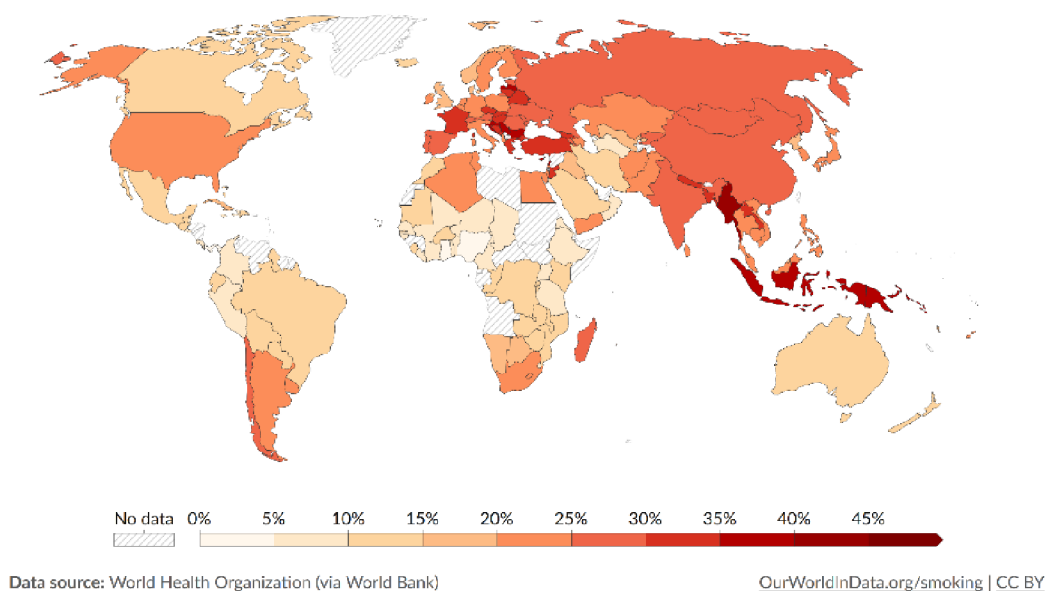 No data 0% 5% 10% 15% 20% 25% 30% 35% 40% 45%
Data source: World Health Organization (via World Bank)
OurWorldInData.org/smoking | CC BY